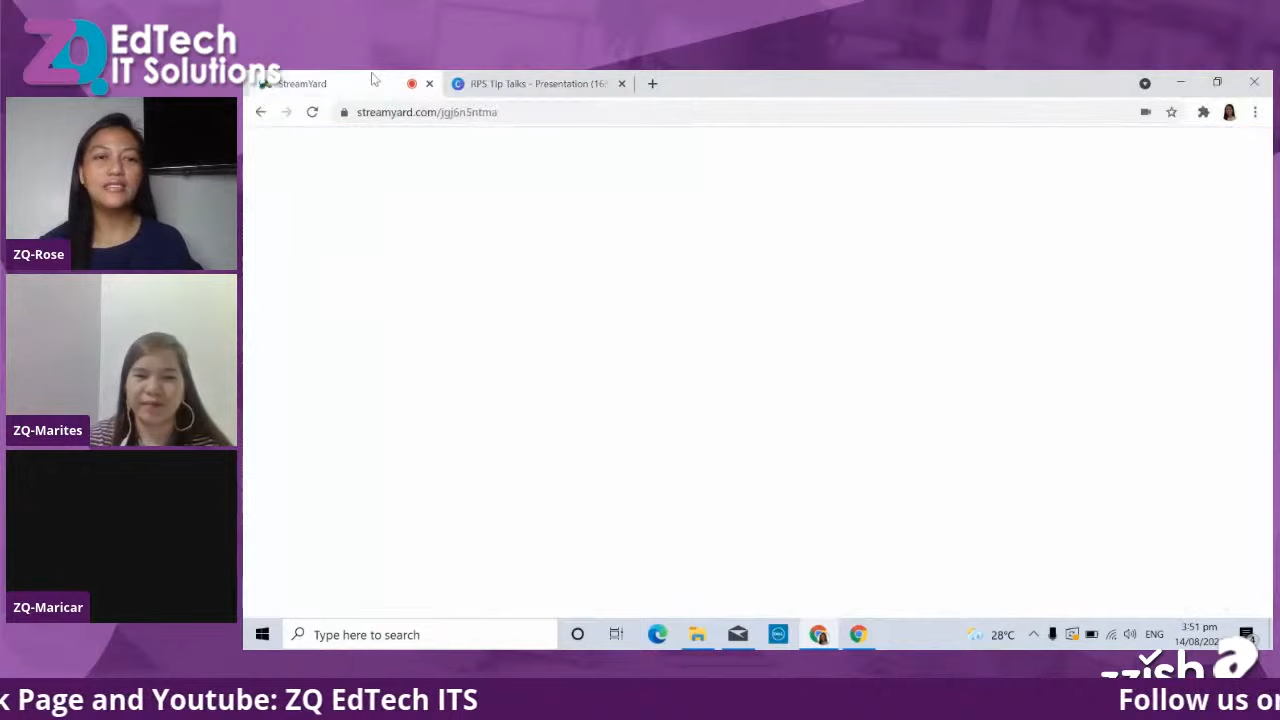 ZQ EdTech
IT Solutions
StreamYard
RPS Tip Talks - Presentation (16
streamyard.com/jgj6n5ntma
ZQ-Rose
ZQ-Marites
ZQ-Maricar
Type here to search
28°C
ENG
3:51 pm
14/08/202
zzish a
k Page and Youtube: ZQ EdTech ITS
Follow us o